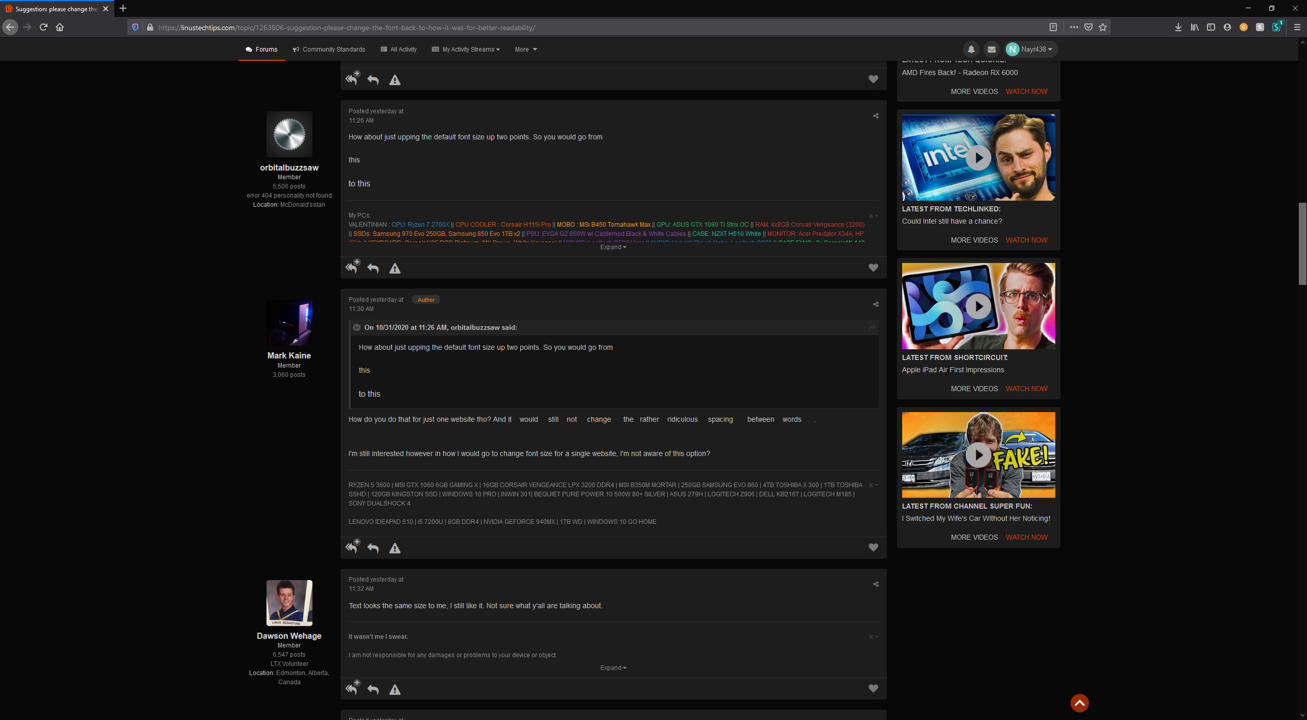 Suggestion: please change the
https://linustechtips.com/topic/1263806-suggestion-please-change-the-font-back-to-how-it-was-for-better-readability/
Forums Community Standards All Activity My Activity Streams More
N Nayr438
Posted yesterday at
11:26 AM
orbitalbuzzsaw
Member
5,506 posts
error 404 personality not found
Location: McDonald'sstan
How about just upping the default font size up two points. So you would go from
this
to this
My PCs:
VALENTINIAN : CPU: Ryzen 7 2700X || CPU COOLER : Corsair H115i Pro || MOBO : MSi B450 Tomahawk Max || GPU: ASUS GTX 1080 Ti Strix OC || RAM: 4x8GB Corsair Vengeance (3200)
|| SSDs: Samsung 970 Evo 250GB, Samsung 850 Evo 1TB x2 || PSU: EVGA G2 650W w/ Cablemod Black & White Cables || CASE: NZXT H510 White || MONITOR: Acer Predator X34A, HP
Expand
Posted yesterday at Author
11:30 AM
Mark Kaine
Member
3,060 posts
On 10/31/2020 at 11:26 AM, orbitalbuzzsaw said:
How about just upping the default font size up two points. So you would go from
this
to this
How do you do that for just one website tho? And it would still not change the rather ridiculous spacing between words .
I'm still interested however in how I would go to change font size for a single website, I'm not aware of this option?
RYZEN 5 3600 | MSI GTX 1060 6GB GAMING X | 16GB CORSAIR VENGEANCE LPX 3200 DDR4 | MSI B350M MORTAR | 250GB SAMSUNG EVO 860 | 4TB TOSHIBA X 300 | 1TB TOSHIBA
SSHD | 120GB KINGSTON SSD | WINDOWS 10 PRO | INWIN 301| BEQUIET PURE POWER 10 500W 80+ SILVER | ASUS 279H | LOGITECH Z906 | DELL KB216T | LOGITECH M185 |
SONY DUALSHOCK 4
LENOVO IDEAPAD 510 | i5 7200U | 8GB DDR4 | NVIDIA GEFORCE 940MX | 1TB WD | WINDOWS 10 GO HOME
Posted yesterday at
11:32 AM
Dawson Wehage
Member
6,547 posts
LTX Volunteer
Location: Edmonton, Alberta,
Canada
Text looks the same size to me, I still like it. Not sure what y'all are talking about.
It wasn't me I swear.
I am not responsible for any damages or problems to your device or object
Expand
AMD Fires Back! - Radeon RX 6000
MORE VIDEOS WATCH NOW
intel
LATEST FROM TECHLINKED:
Could Intel still have a chance?
MORE VIDEOS WATCH NOW
LATEST FROM SHORTCIRCUIT:
Apple iPad Air First Impressions
MORE VIDEOS WATCH NOW
FAKE!
LATEST FROM CHANNEL SUPER FUN:
I Switched My Wife's Car Without Her Noticing!
MORE VIDEOS WATCH NOW